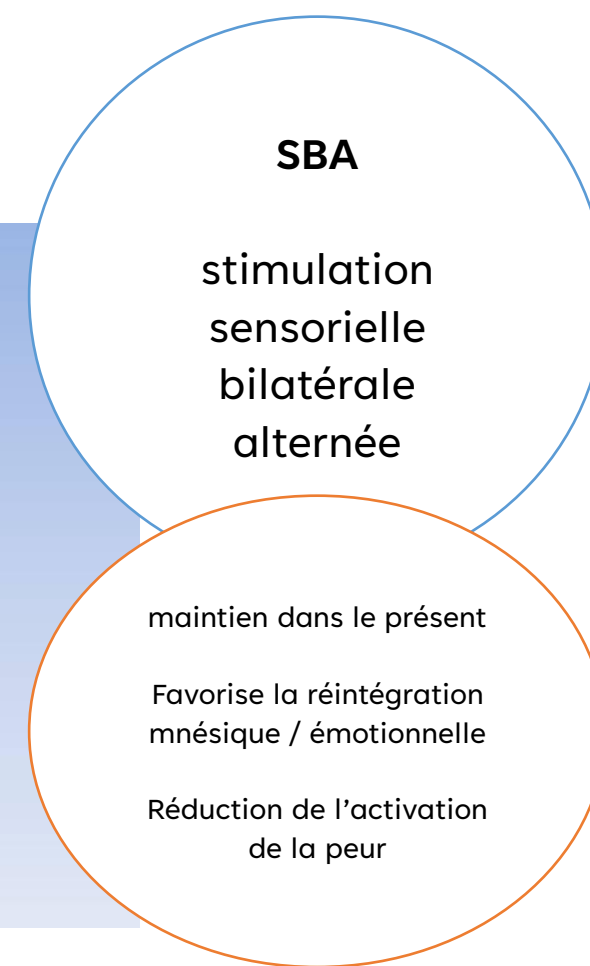 SBA
stimulation
sensorielle
bilatérale
alternée
maintien dans le présent
Favorise la réintégration
mnésique / émotionnelle
Réduction de l’activation
de la peur